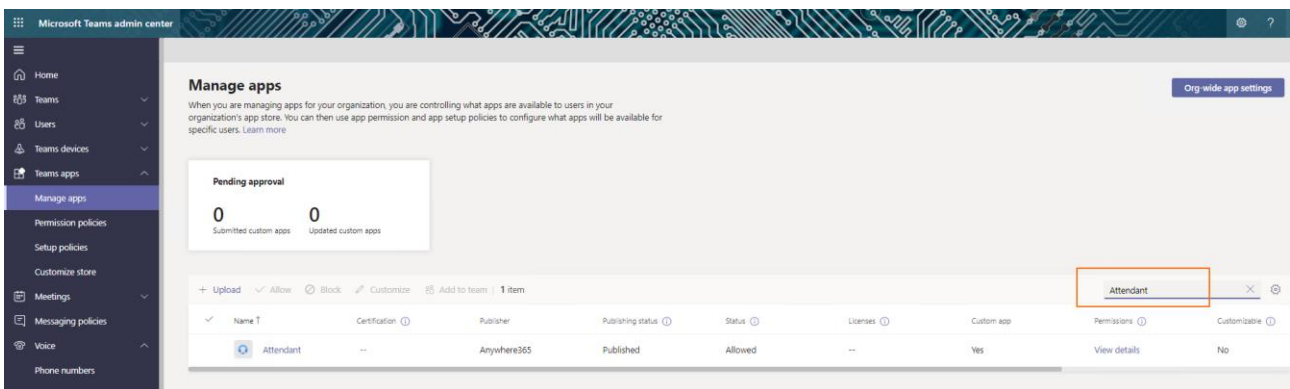 Microsoft Teams admin center
?
Home
Teams
Users
Teams devices
Teams apps
Manage apps
Permission policies
Setup policies
Customize store
Meetings
Messaging policies
Voice
Phone numbers
Manage apps
Org-wide app settings
When you are managing apps for your organization, you are controlling what apps are available to users in your
organization's app store. You can then use app permission and app setup policies to configure what apps will be available for
specific users. Learn more
Pending approval
0 0
Submitted custom apps Updated custom apps
+ Upload Allow Block Customize Add to team | 1 item Attendant
Name ↑ Certification Publisher Publishing status Status Licenses Custom app Permissions Customizable
Attendant -- Anywhere365 Published Allowed -- Yes View details No